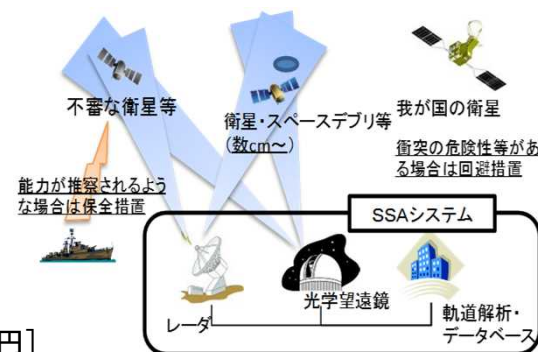 不審な衛星等
衛星・スペースデブリ等
(数cm～)
我が国の衛星
衝突の危険性等があ
る場合は回避措置
能力が推察されるよう
な場合は保全措置
SSAシステム
レーダ
光学望遠鏡
軌道解析・
データベース
円]